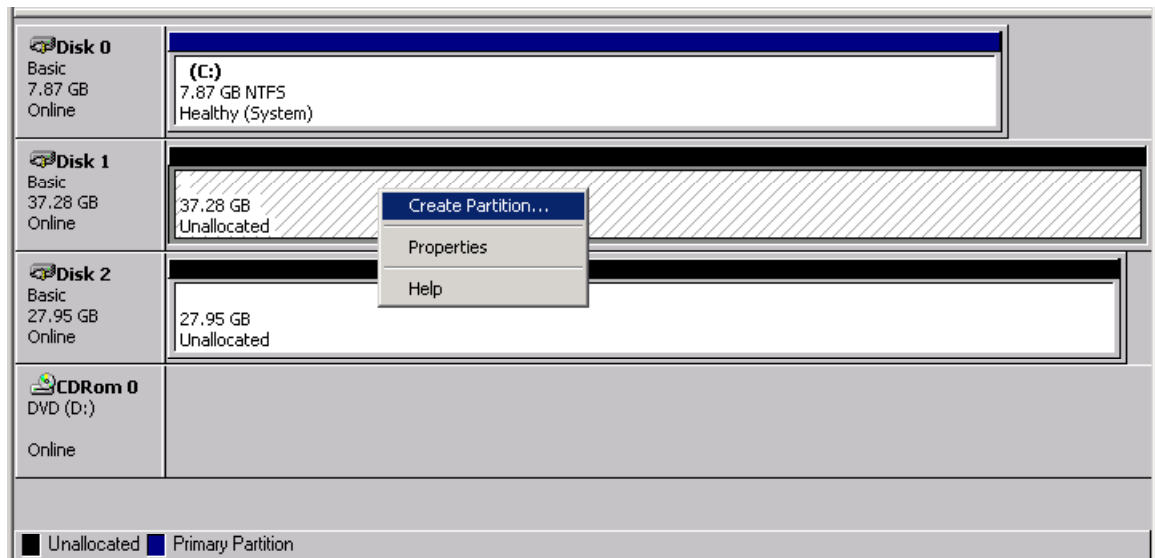 Disk 0
Basic
7.87 GB
Online
(C:)
7.87 GB NTFS
Healthy (System)
Disk 1
Basic
37.28 GB
Online
37.28 GB
Unallocated
Create Partition...
Properties
Help
Disk 2
Basic
27.95 GB
Online
27.95 GB
Unallocated
CDRom 0
DVD (D:)
Online
Unallocated Primary Partition